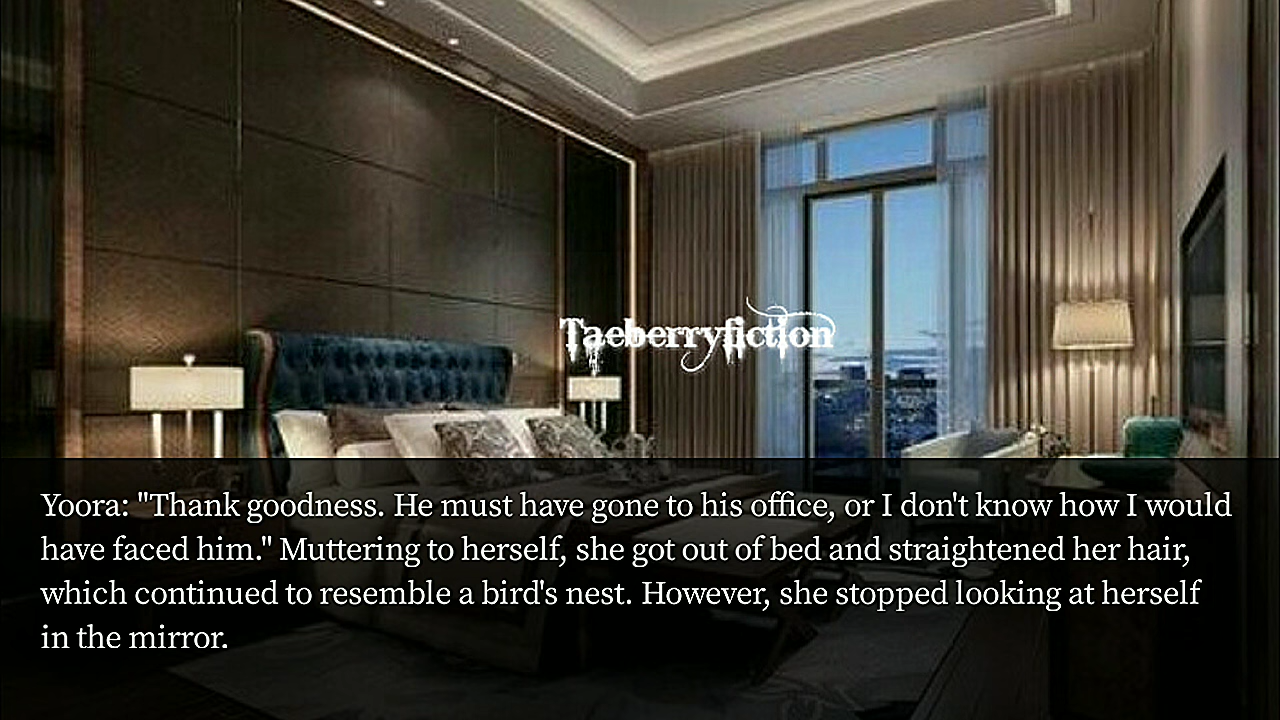 Taeberryfiction
Yoora: "Thank goodness. He must have gone to his office, or I don't know how I would
have faced him." Muttering to herself, she got out of bed and straightened her hair,
which continued to resemble a bird's nest. However, she stopped looking at herself
in the mirror.